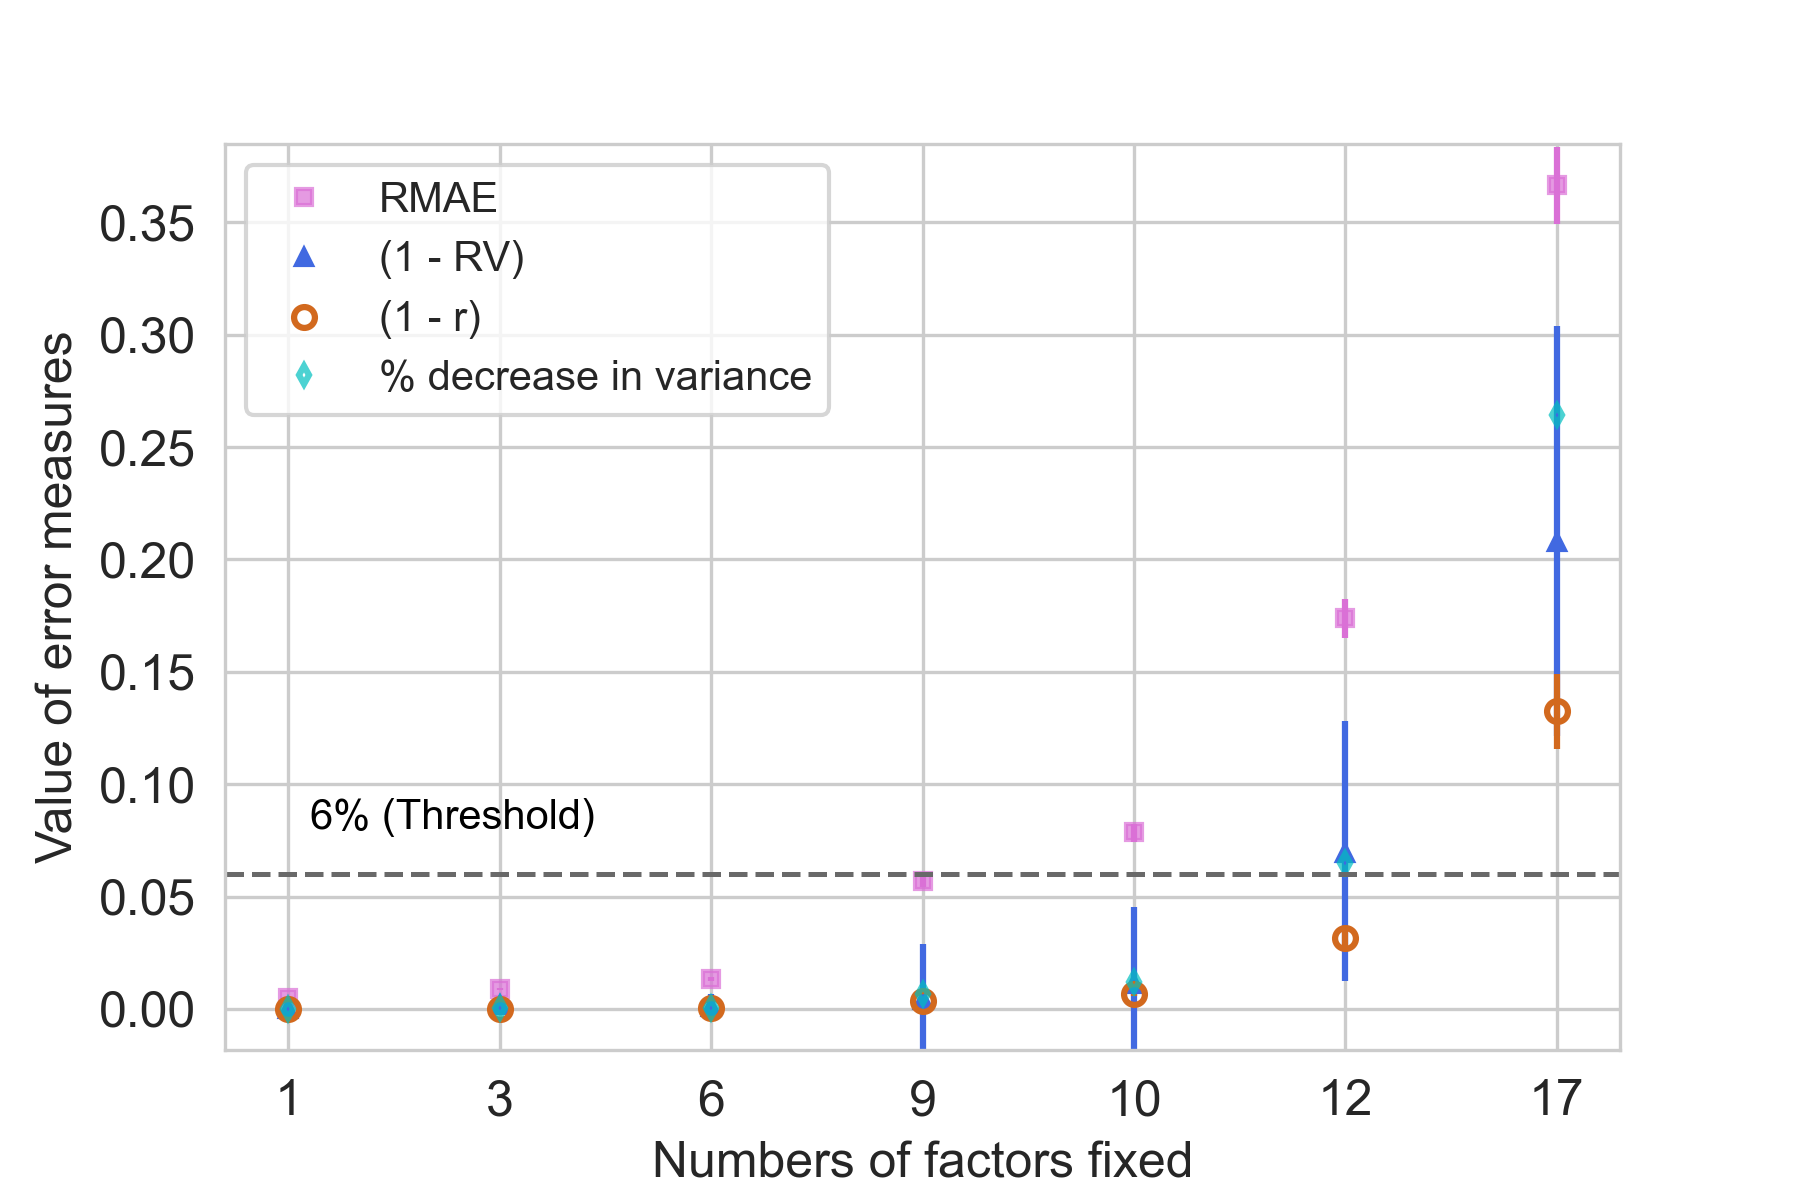 RMAE
(1 - RV)
(1 - r)
% decrease in variance
6% (Threshold)
0.35
0.30
0.25
0.20
0.15
0.10
0.05
0.00
Value of error measures
1 3 6 9 10 12 17
Numbers of factors fixed